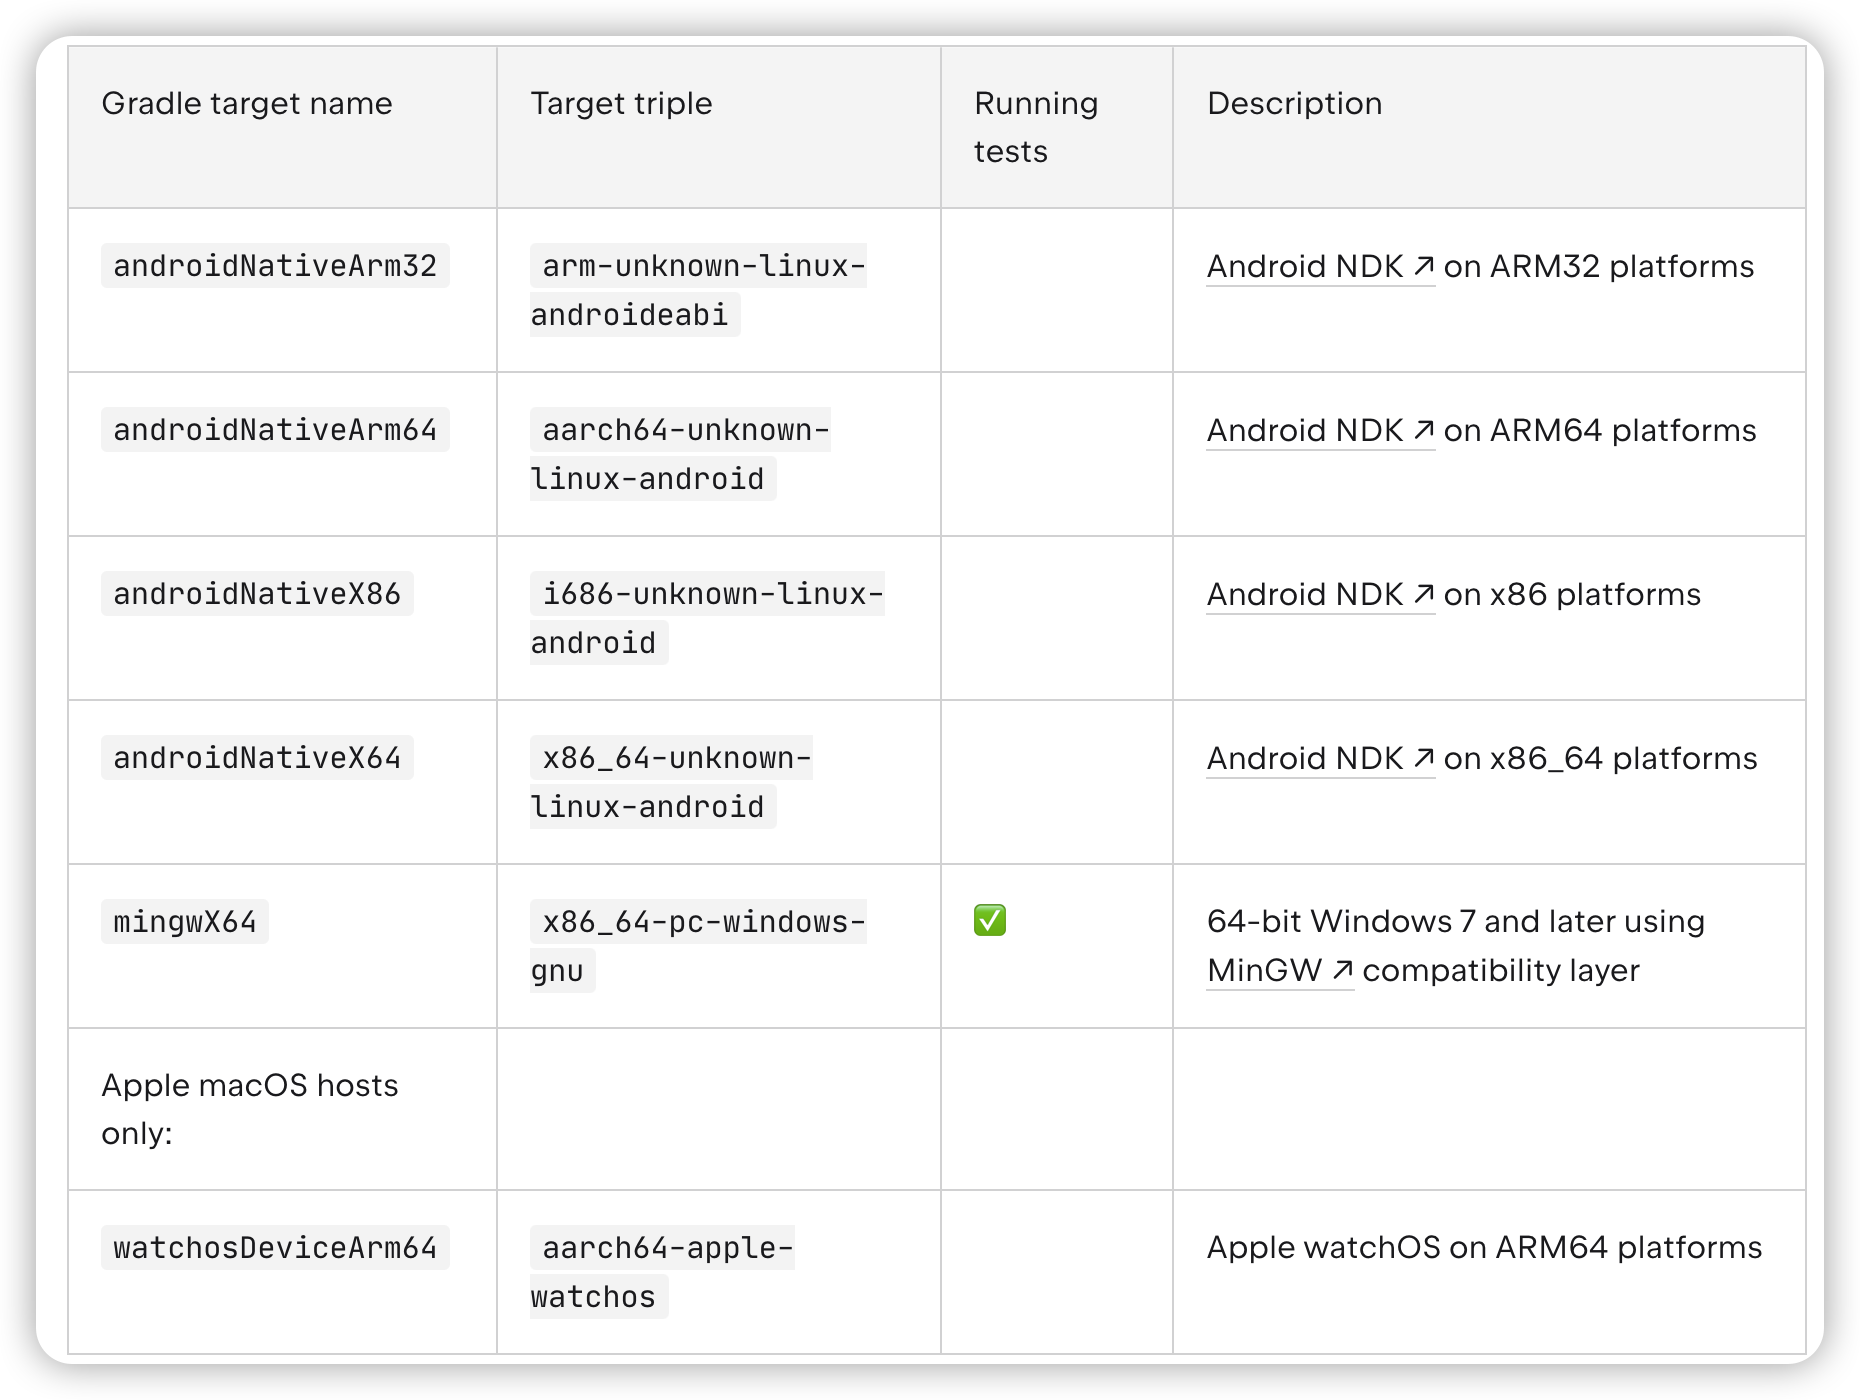 Gradle target name
Target triple
Running
tests
Description
androidNativeArm32
arm-unknown-linux-
androideabi
Android NDK ↗ on ARM32 platforms
androidNativeArm64
aarch64-unknown-
linux-android
Android NDK ↗ on ARM64 platforms
androidNativeX86
i686-unknown-linux-
android
Android NDK ↗ on x86 platforms
androidNativeX64
x86_64-unknown-
linux-android
Android NDK ↗ on x86_64 platforms
mingwX64
x86_64-pc-windows-
gnu
✅
64-bit Windows 7 and later using
MinGW ↗ compatibility layer
Apple macOS hosts
only:
watchosDeviceArm64
aarch64-apple-
watchos
Apple watchOS on ARM64 platforms